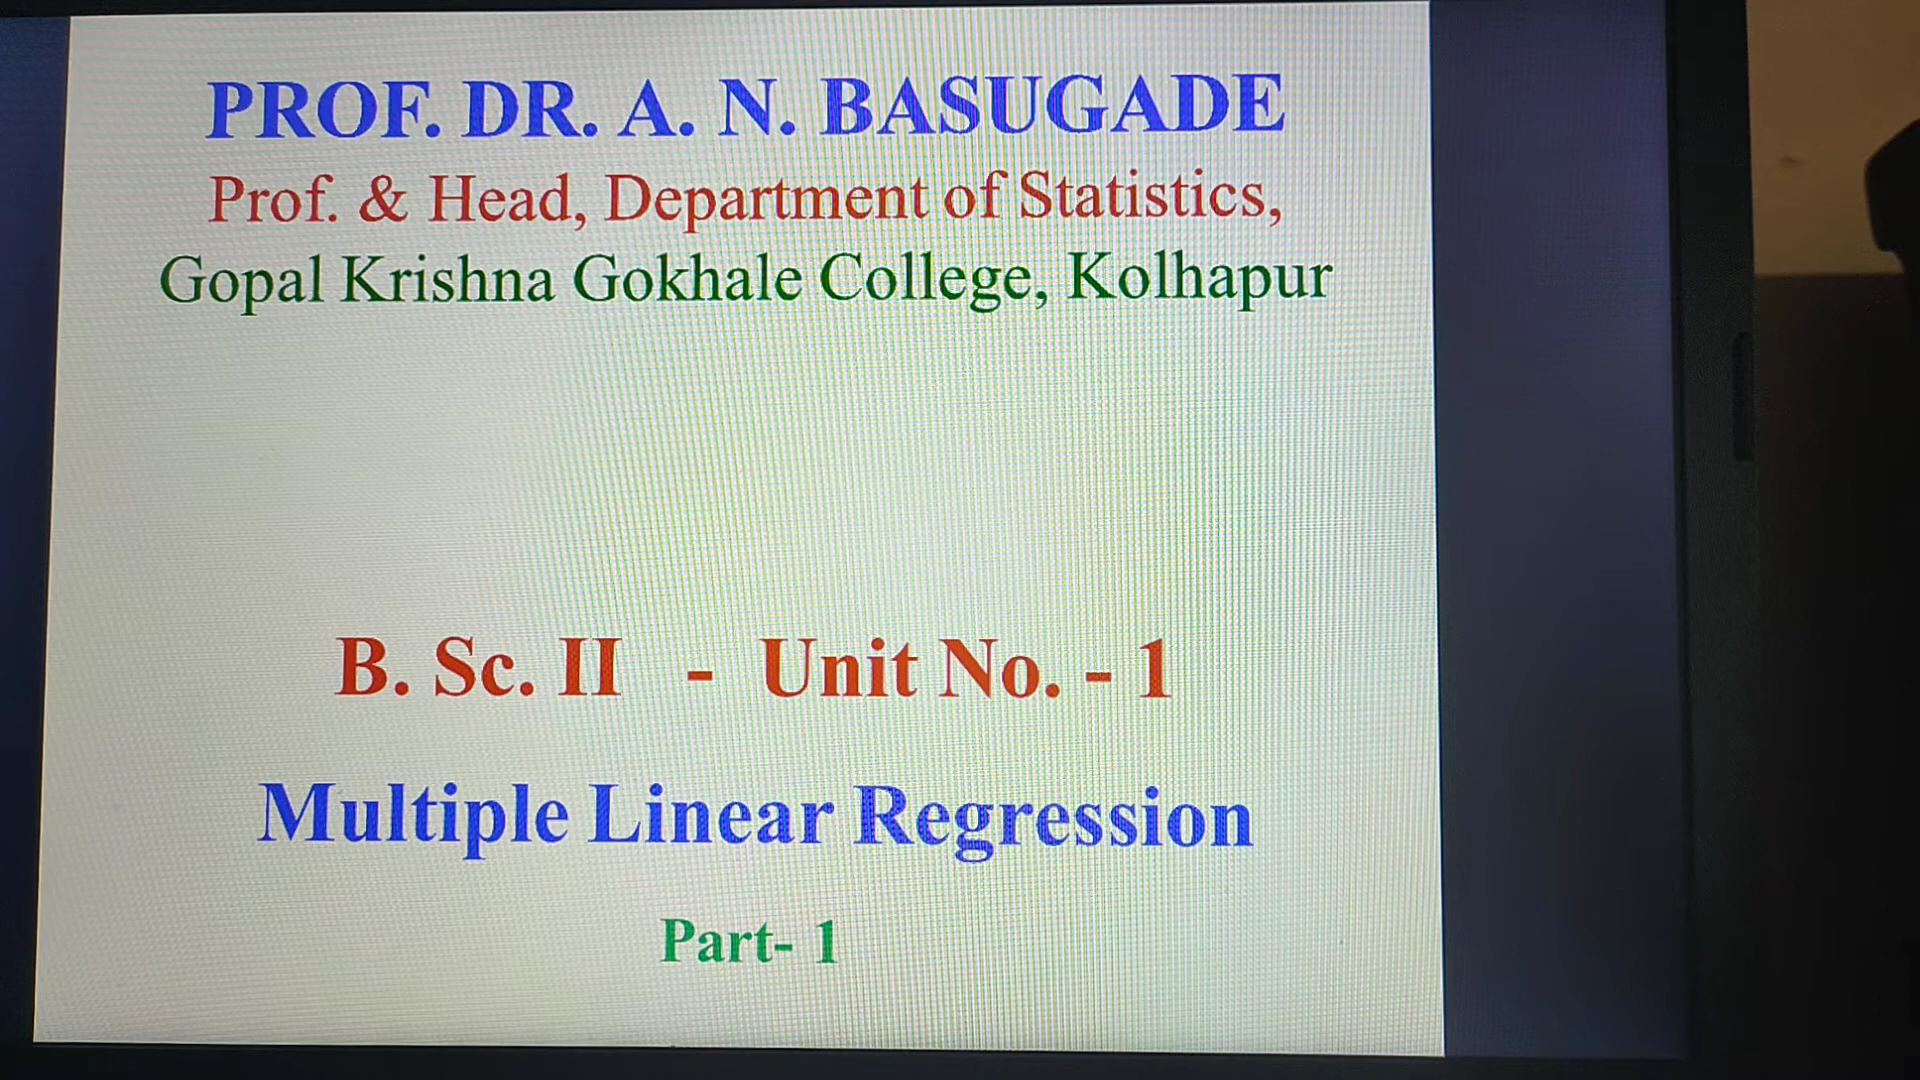 PROF. DR. A. N. BASUGADE
Prof. & Head, Department of Statistics,
Gopal Krishna Gokhale College, Kolhapur
B. Sc. II - Unit No. - 1
Multiple Linear Regression
Part- 1